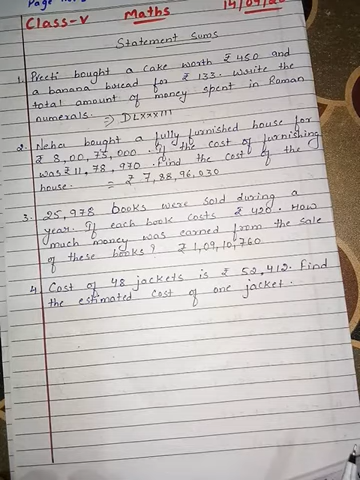 Page No.
Class-V Maths 14/04/20
Statement Sums
1. Preeti bought a cake worth ₹ 450 and
a banana bread for ₹ 133. Write the
total amount of money spent in Roman
numerals. ⇒ DLXXXIII
2. Neha bought a fully furnished house for
₹ 8,00,75,000. If the cost of furnishing
was ₹ 11,78,970. Find the cost of the
house. = ₹ 7,88,96,030
3. 25,978 books were sold during a
year. If each book costs ₹ 420. How
much money was earned from the sale
of these books? ₹ 1,09,10,760
4. Cost of 48 jackets is ₹ 52,412. Find
the estimated cost of one jacket.